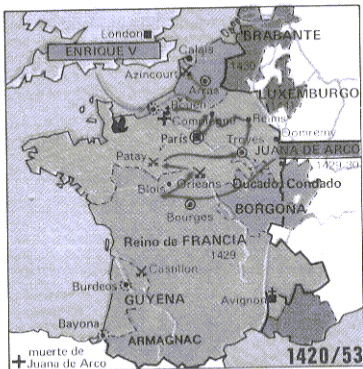 London
BRABANTE
ENRIQUE V
Calais
1430
Azincourt
Arras
LUXEMBURGO
Rouen
Compiègne
Reims
París
Troyes
Domremy
JUANA DE ARCO
1429-30
Patay
Blois
Orleans
Ducado
Condado
BORGOÑA
Bourges
Reino de FRANCIA
1429
Castillon
Burdeos
GUYENA
Avignon
Bayona
ARMAGNAC
muerte de
Juana de Arco
1420/53